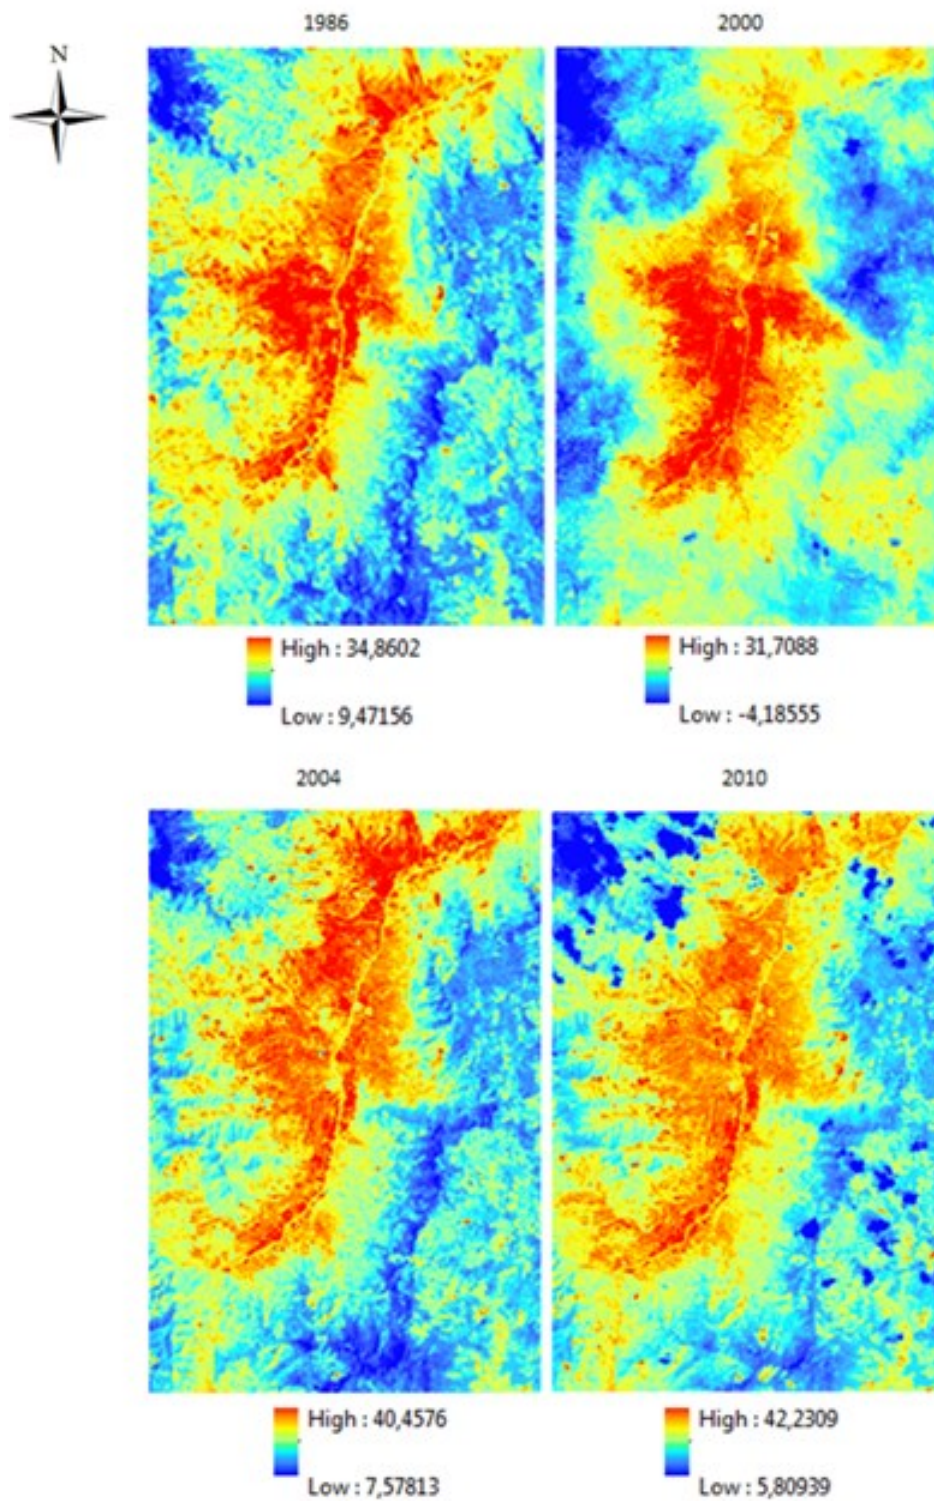 1986
2000
N
High : 34,8602
Low : 9,47156
High : 31,7088
Low : -4,18555
2004
2010
High : 40,4576
Low : 7,57813
High : 42,2309
Low : 5,80939